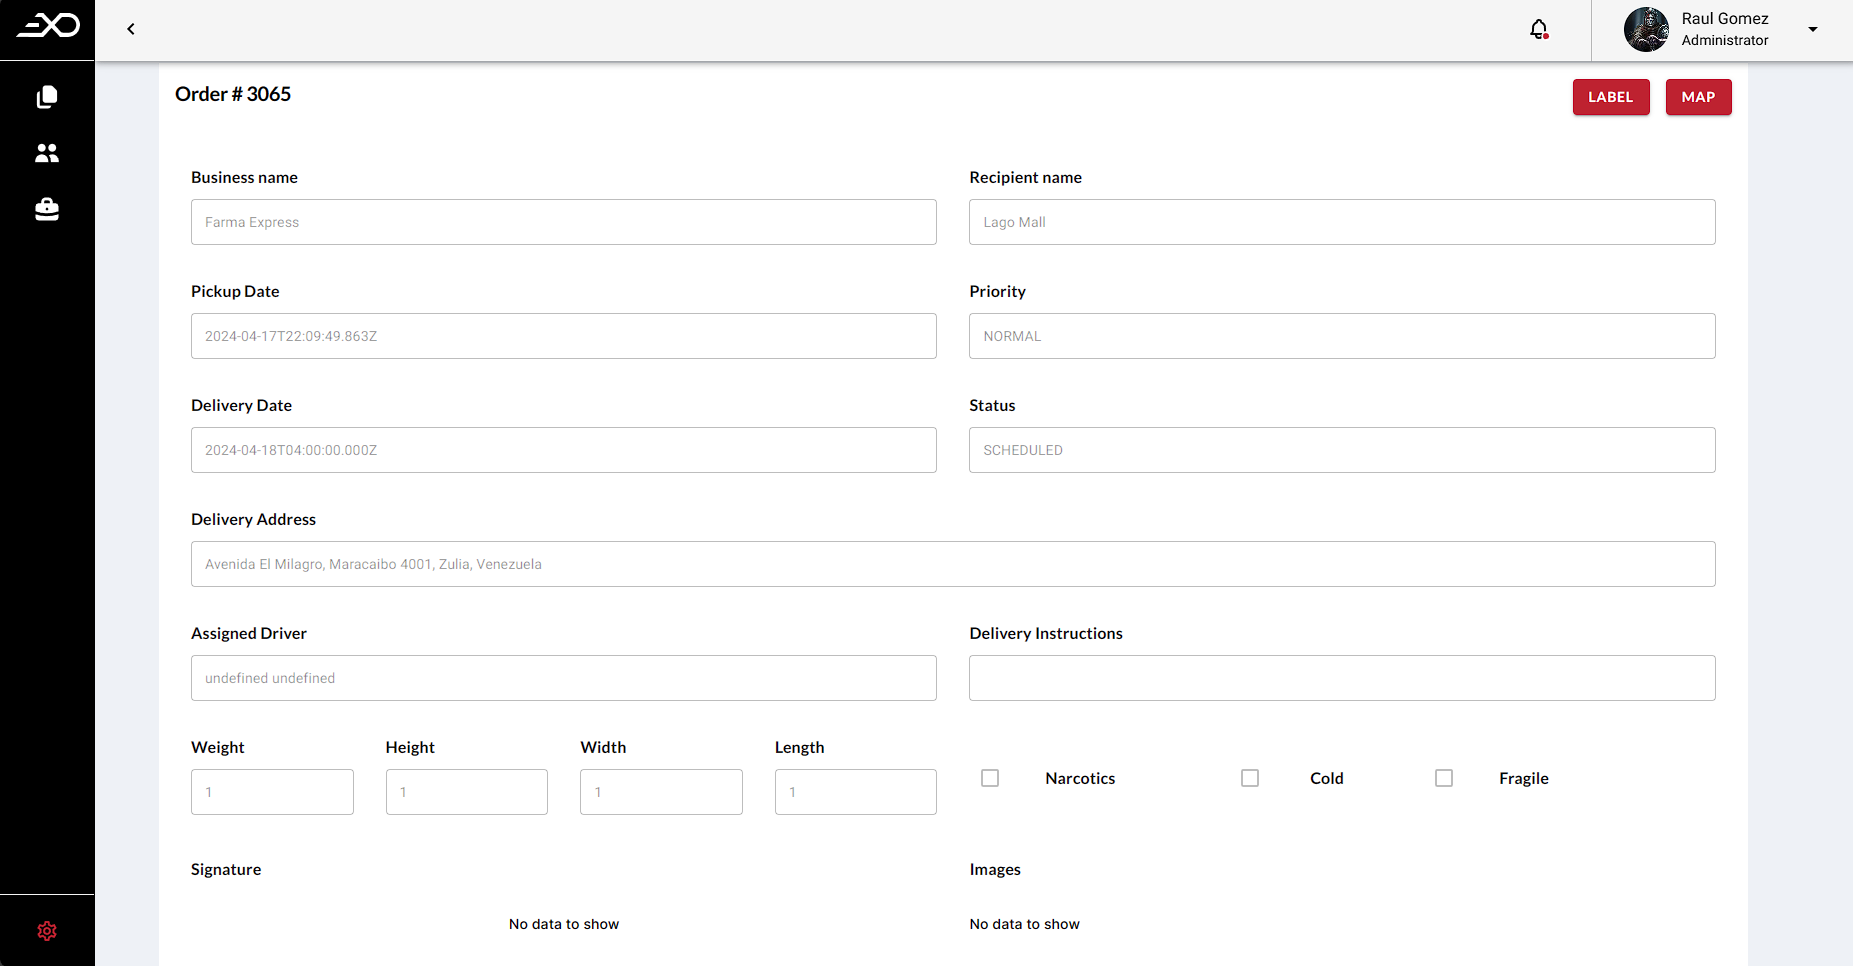 EXO
Raul Gomez
Administrator
Order # 3065
LABEL
MAP
Business name
Recipient name
Farma Express
Lago Mall
Pickup Date
Priority
2024-04-17T22:09:49.863Z
NORMAL
Delivery Date
Status
2024-04-18T04:00:00.000Z
SCHEDULED
Delivery Address
Avenida El Milagro, Maracaibo 4001, Zulia, Venezuela
Assigned Driver
Delivery Instructions
undefined undefined
Weight
Height
Width
Length
1
1
1
1
Narcotics
Cold
Fragile
Signature
Images
No data to show
No data to show